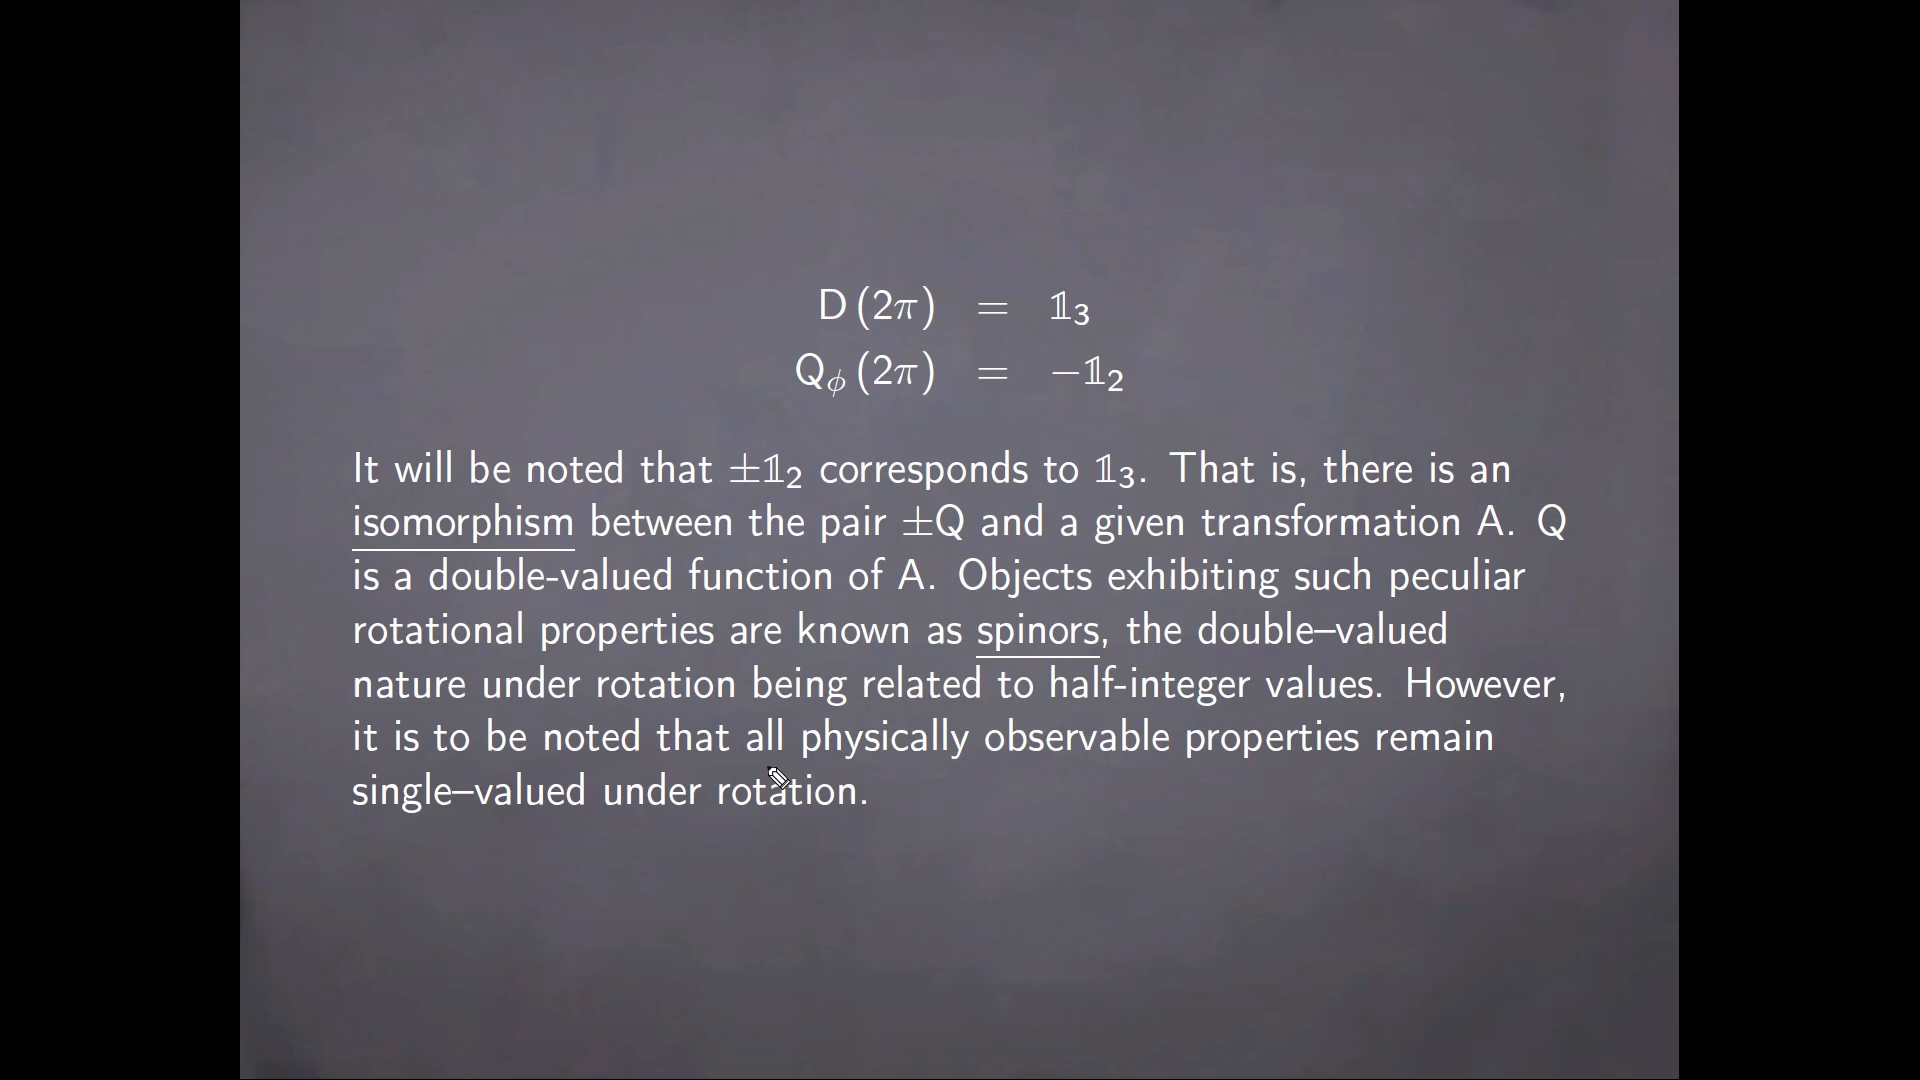 D (2π) = 𝟙₃
Q_ϕ (2π) = −𝟙₂
It will be noted that ±𝟙₂ corresponds to 𝟙₃. That is, there is an
isomorphism between the pair ±Q and a given transformation A. Q
is a double-valued function of A. Objects exhibiting such peculiar
rotational properties are known as spinors, the double–valued
nature under rotation being related to half-integer values. However,
it is to be noted that all physically observable properties remain
single–valued under rotation.